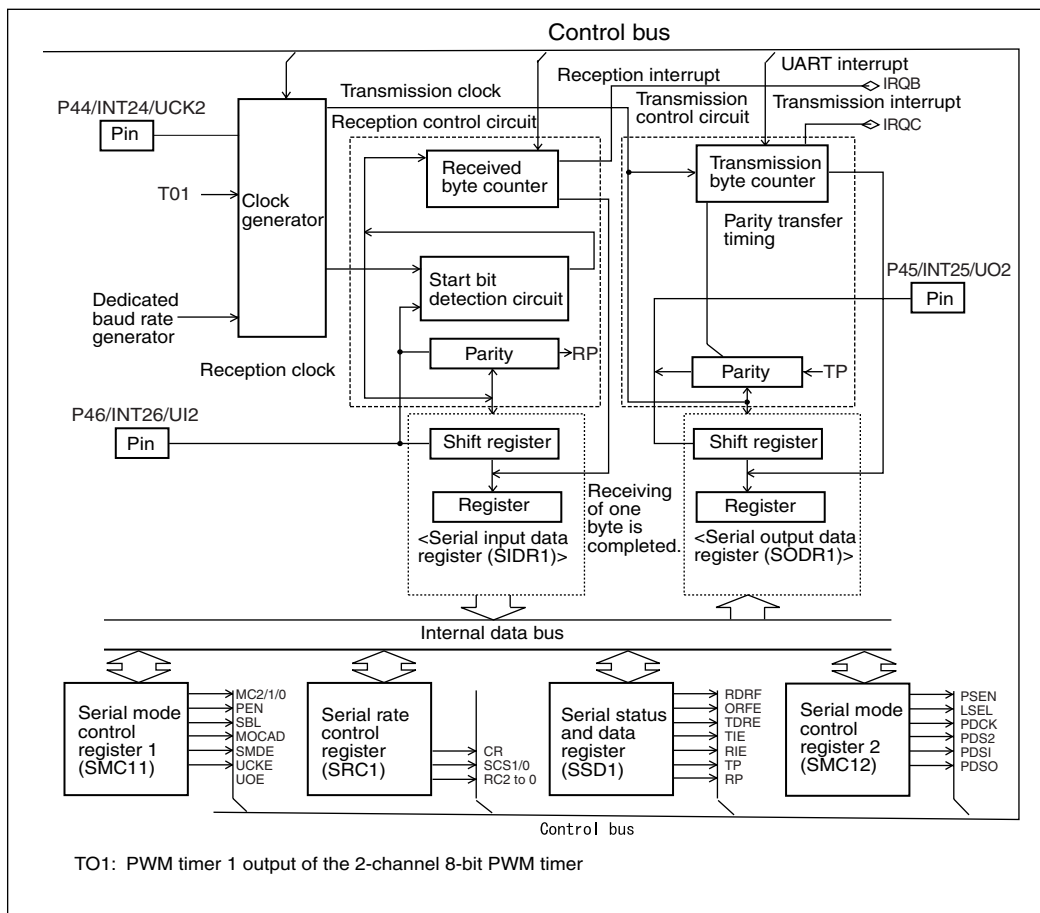 Control bus
UART interrupt
Reception interrupt
IRQB
P44/INT24/UCK2
Transmission clock
Transmission
control circuit
Transmission interrupt
IRQC
Pin
Reception control circuit
Received
byte counter
Transmission
byte counter
T01
Clock
generator
Parity transfer
timing
Start bit
detection circuit
P45/INT25/UO2
Pin
Dedicated
baud rate
generator
Reception clock
Parity
RP
Parity
TP
P46/INT26/UI2
Pin
Shift register
Shift register
Register
Receiving
of one
byte is
completed.
Register
<Serial input data
register (SIDR1)>
<Serial output data
register (SODR1)>
Internal data bus
Serial mode
control
register 1
(SMC11)
MC2/1/0
PEN
SBL
MOCAD
SMDE
UCKE
UOE
Serial rate
control
register
(SRC1)
CR
SCS1/0
RC2 to 0
Serial status
and data
register
(SSD1)
RDRF
ORFE
TDRE
TIE
RIE
TP
RP
Serial mode
control
register 2
(SMC12)
PSEN
LSEL
PDCK
PDS2
PDSI
PDSO
Control bus
TO1: PWM timer 1 output of the 2-channel 8-bit PWM timer